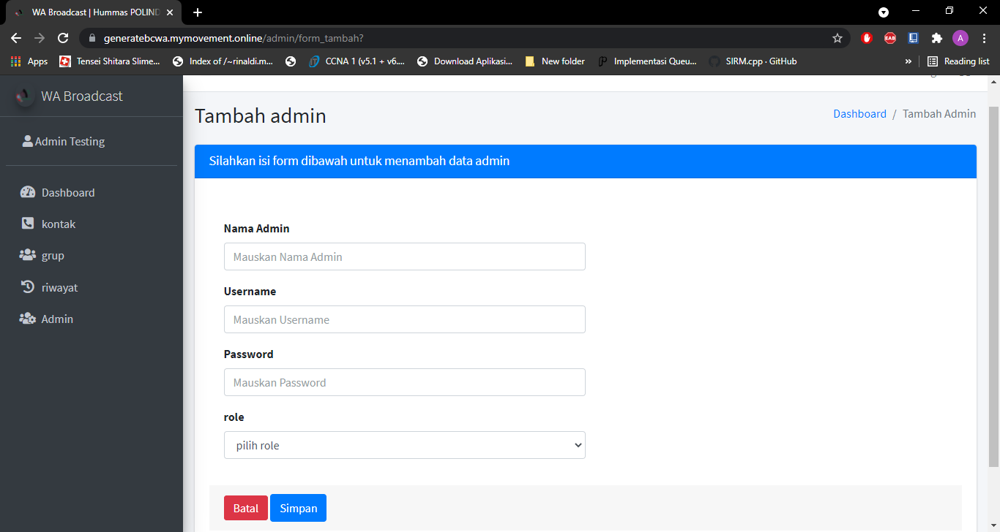 WA Broadcast | Hummas POLIND
generatebcwa.mymovement.online/admin/form_tambah?
Apps
Tensei Shitara Slime...
Index of /~rinaldi.m...
CCNA 1 (v5.1 + v6....
Download Aplikasi...
New folder
Implementasi Queu...
SIRM.cpp · GitHub
»
Reading list
EAB
A
WA Broadcast
Admin Testing
Dashboard
kontak
grup
riwayat
Admin
Tambah admin
Dashboard / Tambah Admin
Silahkan isi form dibawah untuk menambah data admin
Nama Admin
Mauskan Nama Admin
Username
Mauskan Username
Password
Mauskan Password
role
pilih role
Batal
Simpan